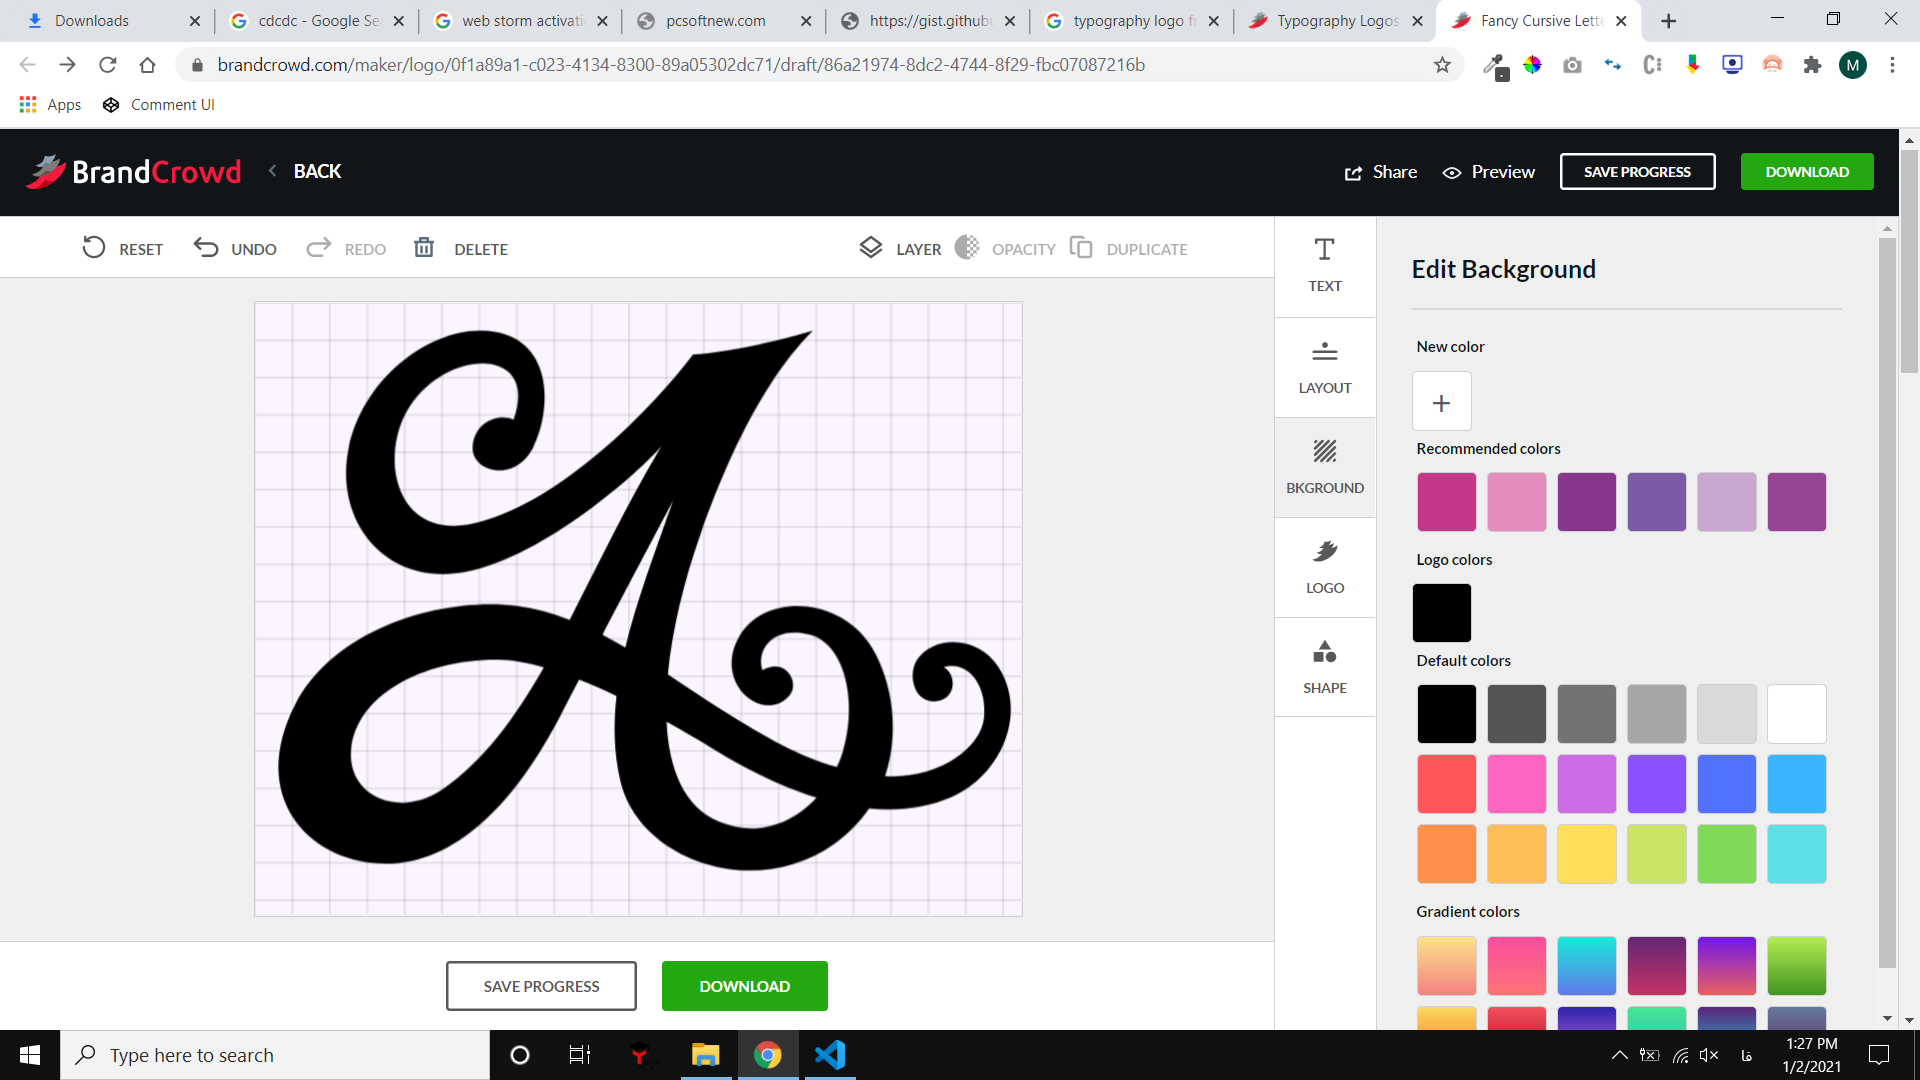 Downloads
cdcdc - Google Se
web storm activati
pcsoftnew.com
https://gist.github
typography logo f
Typography Logos
Fancy Cursive Lette
brandcrowd.com/maker/logo/0f1a89a1-c023-4134-8300-89a05302dc71/draft/86a21974-8dc2-4744-8f29-fbc07087216b
M
Apps
Comment UI
BrandCrowd
BACK
Share
Preview
SAVE PROGRESS
DOWNLOAD
RESET
UNDO
REDO
DELETE
LAYER
OPACITY
DUPLICATE
TEXT
LAYOUT
BKGROUND
LOGO
SHAPE
Edit Background
New color
Recommended colors
Logo colors
Default colors
Gradient colors
A
SAVE PROGRESS
DOWNLOAD
Type here to search
فا
1:27 PM
1/2/2021